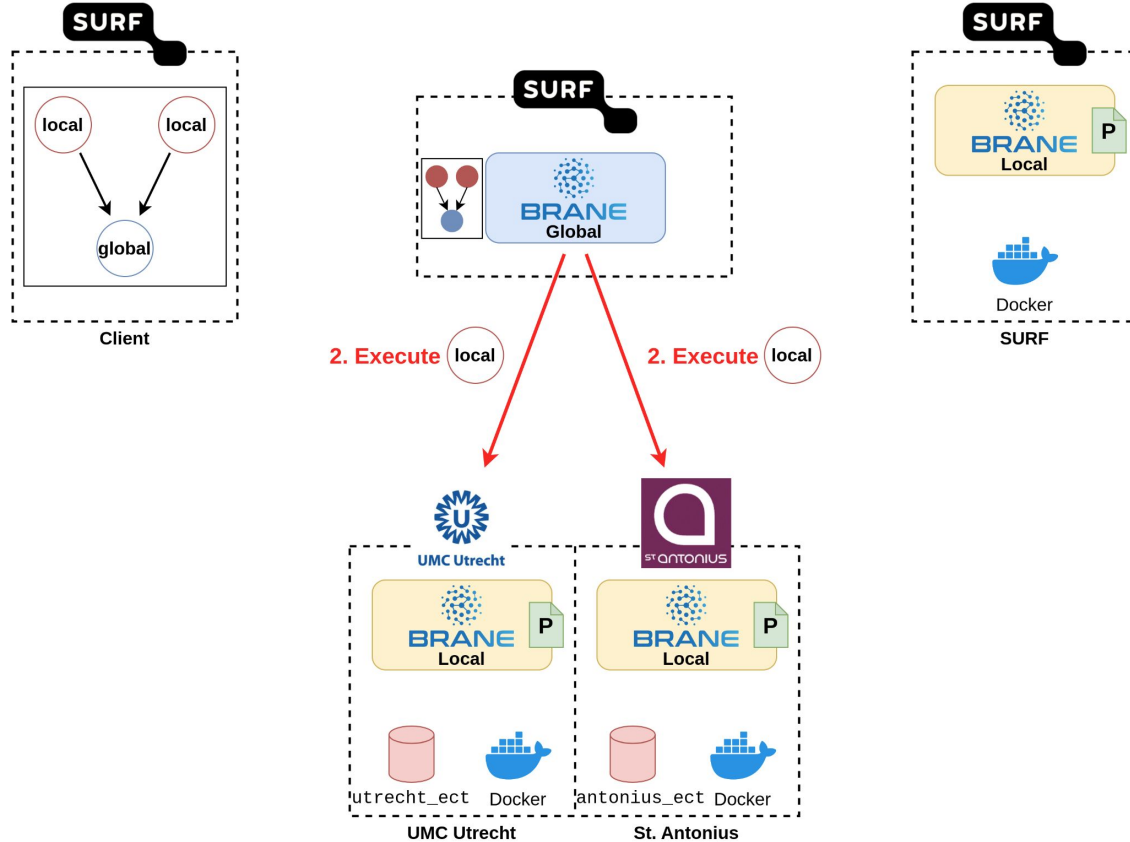 SURF
local
local
global
Client
SURF
BRANE
Global
SURF
BRANE
Local
P
Docker
SURF
2. Execute
local
2. Execute
local
U
UMC Utrecht
BRANE
Local
P
utrecht_ect
Docker
UMC Utrecht
ST antonius
BRANE
Local
P
antonius_ect
Docker
St. Antonius